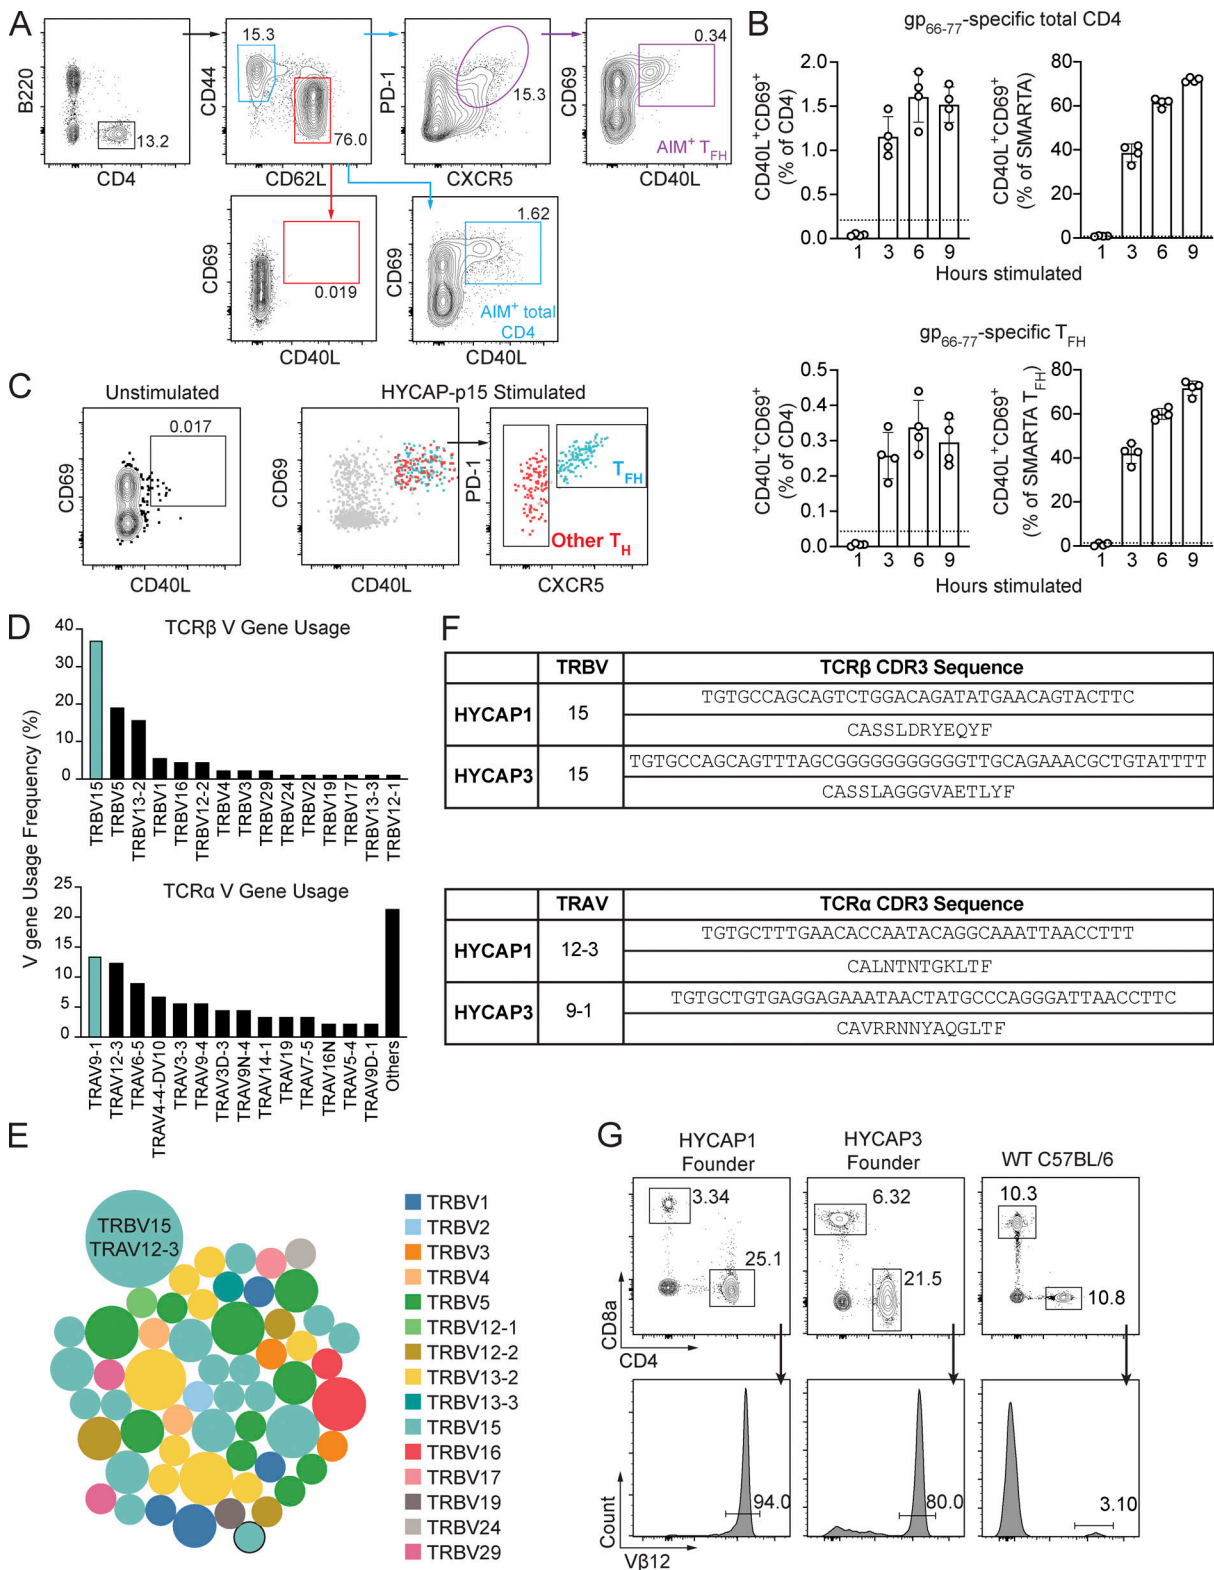 A
B220
13.2
CD4
15.3
CD44
76.0
CD62L
PD-1
15.3
CXCR5
0.34
CD69
AIM+ TFH
CD40L
CD69
0.019
CD40L
1.62
CD69
AIM+ total
CD4
CD40L
B
gp66-77-specific total CD4
CD40L+CD69+
(% of CD4)
2.0
1.5
1.0
0.5
0.0
1 3 6 9
CD40L+CD69+
(% of SMARTA)
80
60
40
20
0
1 3 6 9
Hours stimulated
gp66-77-specific TFH
CD40L+CD69+
(% of CD4)
0.5
0.4
0.3
0.2
0.1
0.0
1 3 6 9
CD40L+CD69+
(% of SMARTA TFH)
80
60
40
20
0
1 3 6 9
Hours stimulated
C
Unstimulated
0.017
CD69
CD40L
HYCAP-p15 Stimulated
CD69
CD40L
PD-1
TFH
Other TH
CXCR5
D
V gene Usage Frequency (%)
TCRβ V Gene Usage
40
30
20
10
0
TRBV15
TRBV5
TRBV13-2
TRBV1
TRBV16
TRBV12-2
TRBV4
TRBV3
TRBV29
TRBV24
TRBV2
TRBV19
TRBV17
TRBV13-3
TRBV12-1
TCRα V Gene Usage
25
20
15
10
5
0
TRAV9-1
TRAV12-3
TRAV6-5
TRAV4-4-DV10
TRAV3-3
TRAV9-4
TRAV3D-3
TRAV9N-4
TRAV14-1
TRAV19
TRAV7-5
TRAV16N
TRAV5-4
TRAV9D-1
Others
F
TRBV TCRβ CDR3 Sequence
HYCAP1 15 TGTGCCAGCAGTCTGGACAGATATGAACAGTACTTC
CASSLDRYEQYF
HYCAP3 15 TGTGCCAGCAGTTTAGCGGGGGGGGGGGTTGCAGAAACGCTGTATTTT
CASSLAGGGVAETLYF
TRAV TCRα CDR3 Sequence
HYCAP1 12-3 TGTGCTTTGAACACCAATACAGGCAAATTAACCTTT
CALNTNTGKLTF
HYCAP3 9-1 TGTGCTGTGAGGAGAAATAACTATGCCCAGGGATTAACCTTC
CAVRRNNYAQGLTF
E
TRBV15
TRAV12-3
TRBV1
TRBV2
TRBV3
TRBV4
TRBV5
TRBV12-1
TRBV12-2
TRBV13-2
TRBV13-3
TRBV15
TRBV16
TRBV17
TRBV19
TRBV24
TRBV29
G
HYCAP1
Founder
3.34
25.1
HYCAP3
Founder
6.32
21.5
WT C57BL/6
10.3
10.8
CD8a
CD4
94.0
80.0
3.10
Count
Vβ12